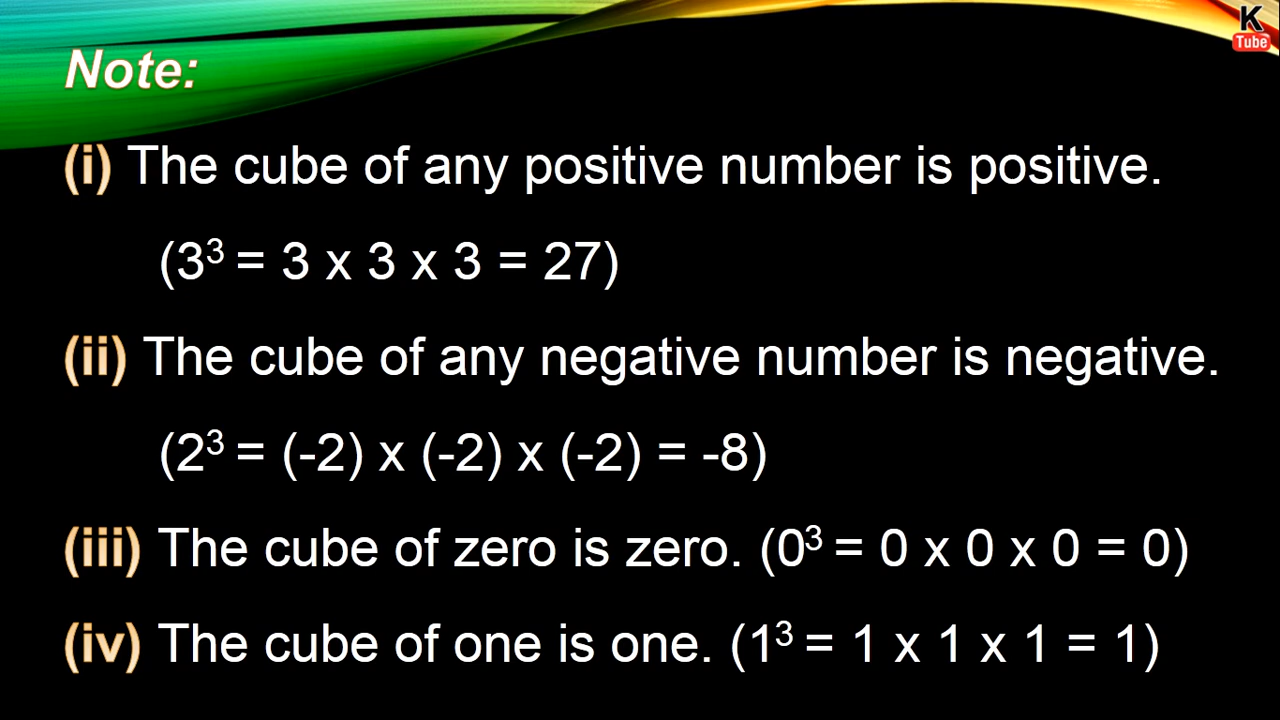 K
Tube
Note:
(i) The cube of any positive number is positive.
(3³ = 3 x 3 x 3 = 27)
(ii) The cube of any negative number is negative.
(2³ = (-2) x (-2) x (-2) = -8)
(iii) The cube of zero is zero. (0³ = 0 x 0 x 0 = 0)
(iv) The cube of one is one. (1³ = 1 x 1 x 1 = 1)